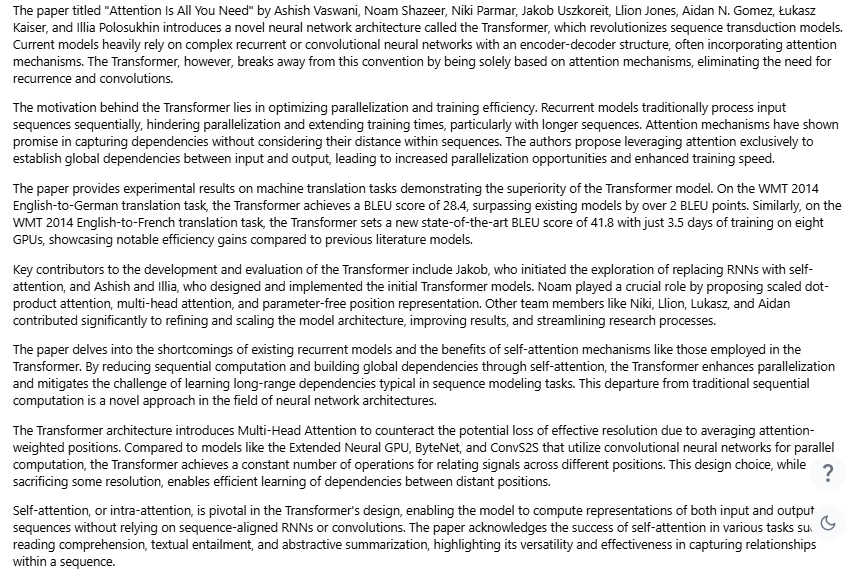 The paper titled "Attention Is All You Need" by Ashish Vaswani, Noam Shazeer, Niki Parmar, Jakob Uszkoreit, Llion Jones, Aidan N. Gomez, Łukasz
Kaiser, and Illia Polosukhin introduces a novel neural network architecture called the Transformer, which revolutionizes sequence transduction models.
Current models heavily rely on complex recurrent or convolutional neural networks with an encoder-decoder structure, often incorporating attention
mechanisms. The Transformer, however, breaks away from this convention by being solely based on attention mechanisms, eliminating the need for
recurrence and convolutions.
The motivation behind the Transformer lies in optimizing parallelization and training efficiency. Recurrent models traditionally process input
sequences sequentially, hindering parallelization and extending training times, particularly with longer sequences. Attention mechanisms have shown
promise in capturing dependencies without considering their distance within sequences. The authors propose leveraging attention exclusively to
establish global dependencies between input and output, leading to increased parallelization opportunities and enhanced training speed.
The paper provides experimental results on machine translation tasks demonstrating the superiority of the Transformer model. On the WMT 2014
English-to-German translation task, the Transformer achieves a BLEU score of 28.4, surpassing existing models by over 2 BLEU points. Similarly, on the
WMT 2014 English-to-French translation task, the Transformer sets a new state-of-the-art BLEU score of 41.8 with just 3.5 days of training on eight
GPUs, showcasing notable efficiency gains compared to previous literature models.
Key contributors to the development and evaluation of the Transformer include Jakob, who initiated the exploration of replacing RNNs with self-
attention, and Ashish and Illia, who designed and implemented the initial Transformer models. Noam played a crucial role by proposing scaled dot-
product attention, multi-head attention, and parameter-free position representation. Other team members like Niki, Llion, Lukasz, and Aidan
contributed significantly to refining and scaling the model architecture, improving results, and streamlining research processes.
The paper delves into the shortcomings of existing recurrent models and the benefits of self-attention mechanisms like those employed in the
Transformer. By reducing sequential computation and building global dependencies through self-attention, the Transformer enhances parallelization
and mitigates the challenge of learning long-range dependencies typical in sequence modeling tasks. This departure from traditional sequential
computation is a novel approach in the field of neural network architectures.
The Transformer architecture introduces Multi-Head Attention to counteract the potential loss of effective resolution due to averaging attention-
weighted positions. Compared to models like the Extended Neural GPU, ByteNet, and ConvS2S that utilize convolutional neural networks for parallel
computation, the Transformer achieves a constant number of operations for relating signals across different positions. This design choice, while
?
sacrificing some resolution, enables efficient learning of dependencies between distant positions.
Self-attention, or intra-attention, is pivotal in the Transformer's design, enabling the model to compute representations of both input and output
sequences without relying on sequence-aligned RNNs or convolutions. The paper acknowledges the success of self-attention in various tasks
reading comprehension, textual entailment, and abstractive summarization, highlighting its versatility and effectiveness in capturing relationships
within a sequence.